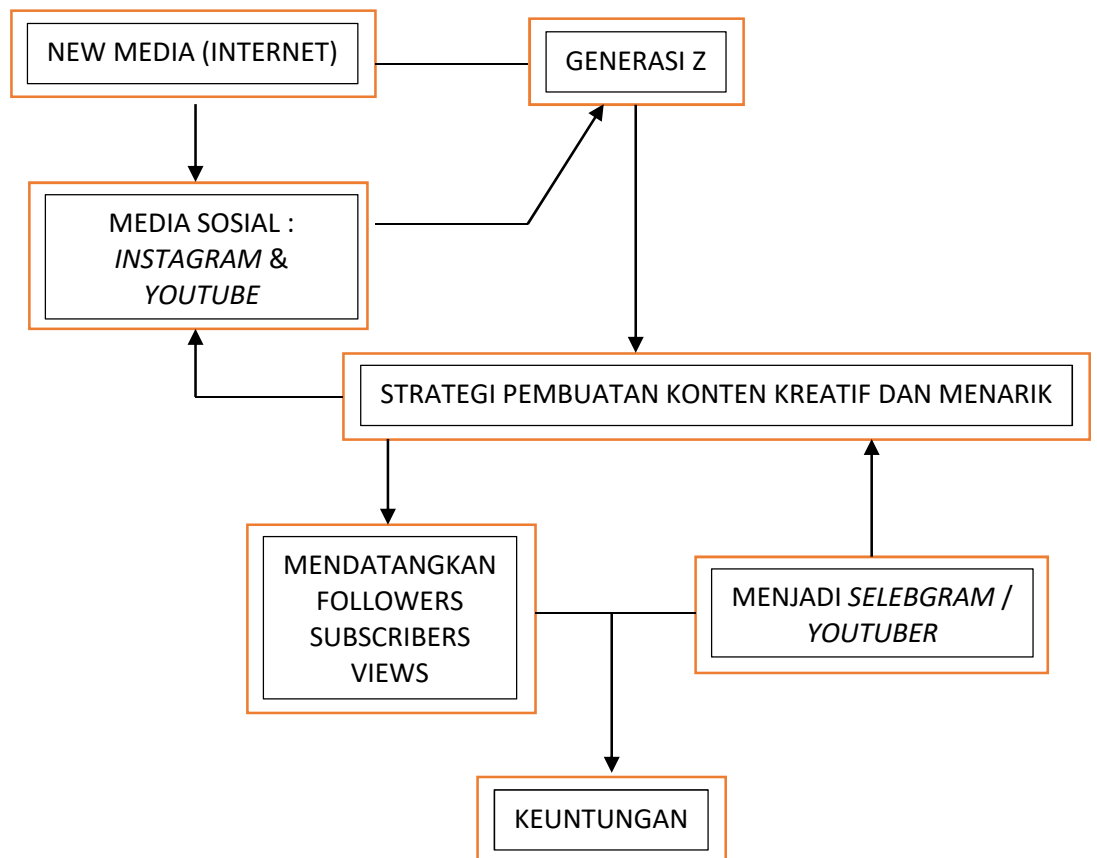 NEW MEDIA (INTERNET)
GENERASI Z
MEDIA SOSIAL :
INSTAGRAM &
YOUTUBE
STRATEGI PEMBUATAN KONTEN KREATIF DAN MENARIK
MENDATANGKAN
FOLLOWERS
SUBSCRIBERS
VIEWS
MENJADI SELEBGRAM /
YOUTUBER
KEUNTUNGAN